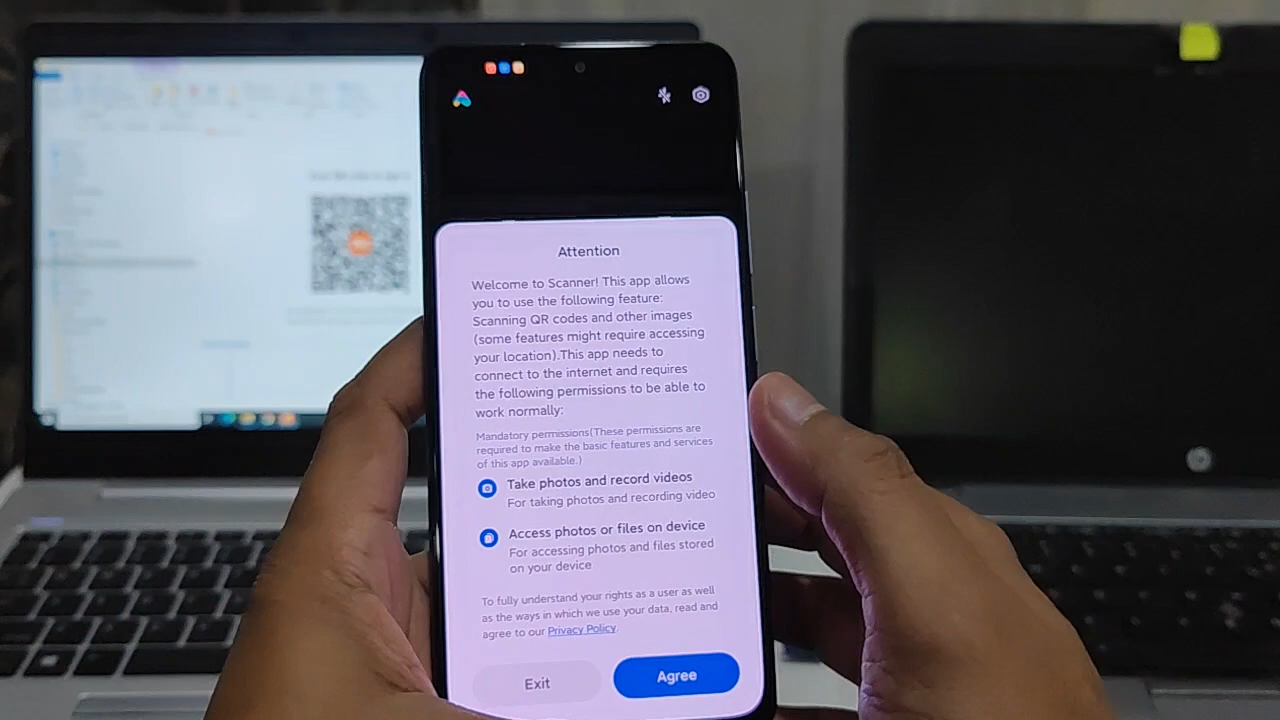 Attention
Welcome to Scanner! This app allows
you to use the following feature:
Scanning QR codes and other images
(some features might require accessing
your location).This app needs to
connect to the internet and requires
the following permissions to be able to
work normally:
Mandatory permissions(These permissions are
required to make the basic features and services
of this app available.)
Take photos and record videos
For taking photos and recording video
Access photos or files on device
For accessing photos and files stored
on your device
To fully understand your rights as a user as well
as the ways in which we use your data, read and
agree to our Privacy Policy.
Exit
Agree